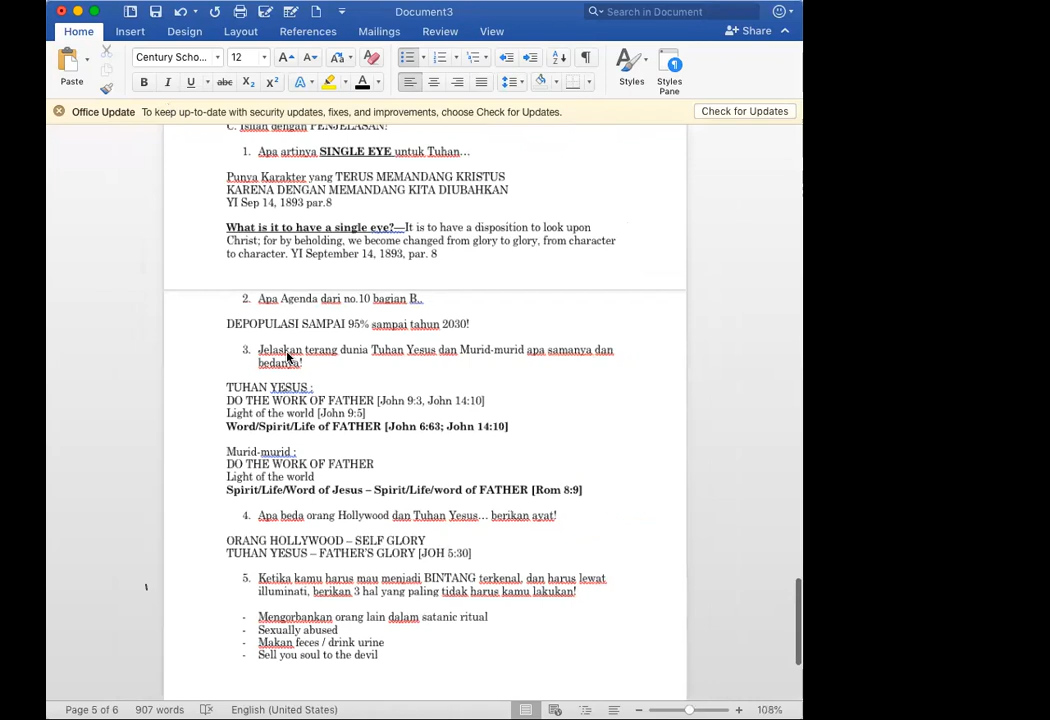 Document3
Search in Document
Home Insert Design Layout References Mailings Review View Share
Paste
Century Scho... 12
B I U abc X₂ X²
Styles
Styles Pane
Office Update To keep up-to-date with security updates, fixes, and improvements, choose Check for Updates. Check for Updates
C. Isilah dengan PENJELASAN!
1. Apa artinya SINGLE EYE untuk Tuhan...
Punya Karakter yang TERUS MEMANDANG KRISTUS
KARENA DENGAN MEMANDANG KITA DIUBAHKAN
YI Sep 14, 1893 par.8
What is it to have a single eye?—It is to have a disposition to look upon
Christ; for by beholding, we become changed from glory to glory, from character
to character. YI September 14, 1893, par. 8
2. Apa Agenda dari no.10 bagian B..
DEPOPULASI SAMPAI 95% sampai tahun 2030!
3. Jelaskan terang dunia Tuhan Yesus dan Murid-murid apa samanya dan
bedanya!
TUHAN YESUS :
DO THE WORK OF FATHER [John 9:3, John 14:10]
Light of the world [John 9:5]
Word/Spirit/Life of FATHER [John 6:63; John 14:10]
Murid-murid :
DO THE WORK OF FATHER
Light of the world
Spirit/Life/Word of Jesus – Spirit/Life/word of FATHER [Rom 8:9]
4. Apa beda orang Hollywood dan Tuhan Yesus... berikan ayat!
ORANG HOLLYWOOD – SELF GLORY
TUHAN YESUS – FATHER'S GLORY [JOH 5:30]
5. Ketika kamu harus mau menjadi BINTANG terkenal, dan harus lewat
illuminati, berikan 3 hal yang paling tidak harus kamu lakukan!
- Mengorbankan orang lain dalam satanic ritual
- Sexually abused
- Makan feces / drink urine
- Sell you soul to the devil
Page 5 of 6 907 words English (United States) 108%